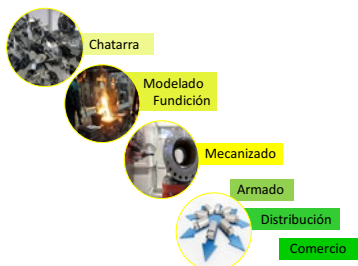 Chatarra
Modelado
Fundición
Mecanizado
Armado
Distribución
Comercio